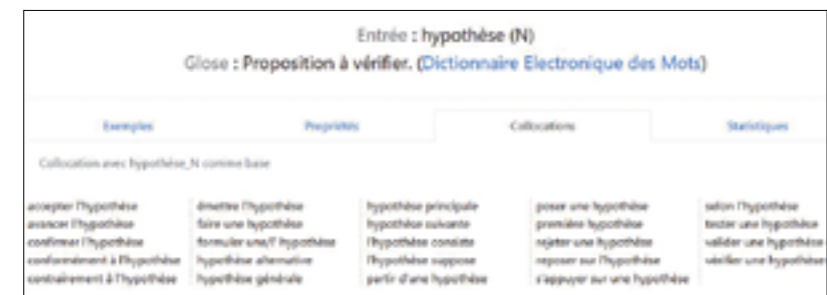 Entrée : hypothèse (N)
Glose : Proposition à vérifier. (Dictionnaire Electronique des Mots)
Exemples Propriétés Collocations Statistiques
Collocation avec hypothèse_N comme base
accepter l'hypothèse émettre l'hypothèse hypothèse principale poser une hypothèse selon l'hypothèse
avancer l'hypothèse faire une hypothèse hypothèse suivante première hypothèse tester une hypothèse
confirmer l'hypothèse formuler une/l' hypothèse l'hypothèse consiste rejeter une hypothèse valider une hypothèse
conformément à l'hypothèse hypothèse alternative l'hypothèse suppose reposer sur l'hypothèse vérifier une hypothèse
contrairement à l'hypothèse hypothèse générale partir d'une hypothèse s'appuyer sur une hypothèse